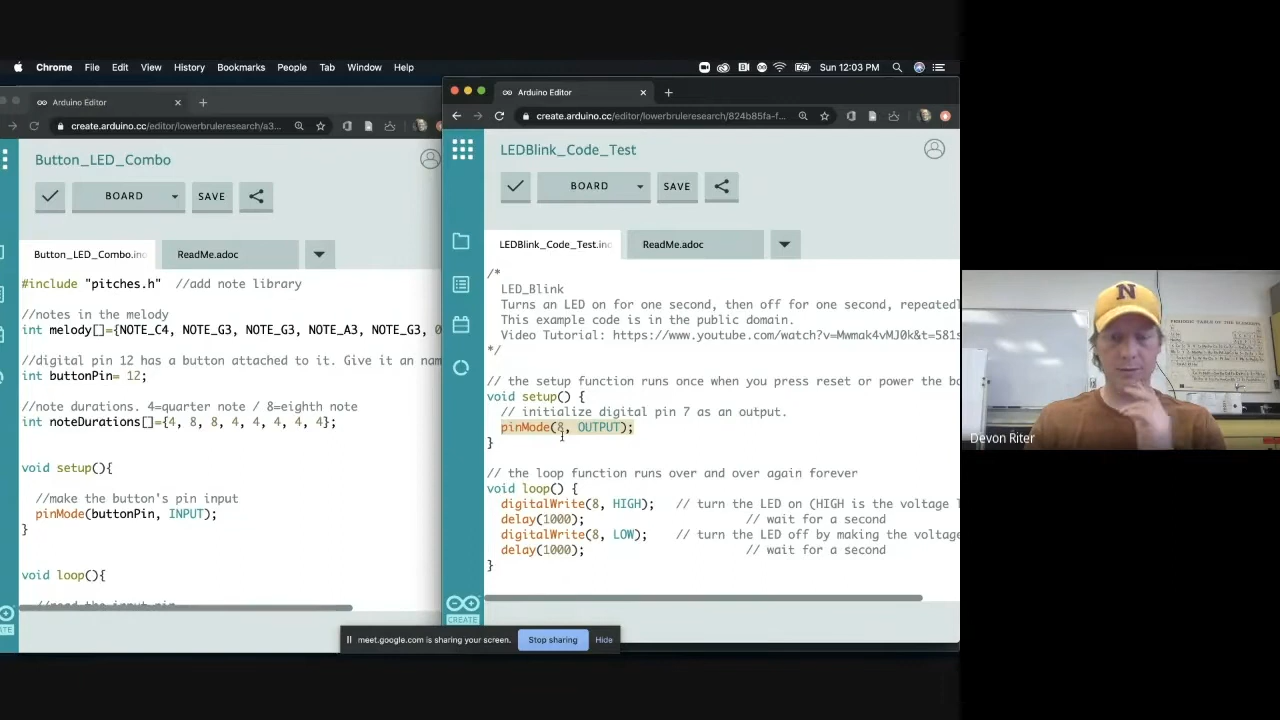 Chrome File Edit View History Bookmarks People Tab Window Help
Sun 12:03 PM
Arduino Editor
create.arduino.cc/editor/lowerbruleresearch/a3...
Button_LED_Combo
BOARD
SAVE
Button_LED_Combo.ino
ReadMe.adoc
#include "pitches.h"  //add note library
//notes in the melody
int melody[]={NOTE_C4, NOTE_G3, NOTE_G3, NOTE_A3, NOTE_G3, 0
//digital pin 12 has a button attached to it. Give it an nam
int buttonPin= 12;
//note durations. 4=quarter note / 8=eighth note
int noteDurations[]={4, 8, 8, 4, 4, 4, 4, 4};
void setup(){
//make the button's pin input
pinMode(buttonPin, INPUT);
}
void loop(){
//read the input pin
Arduino Editor
create.arduino.cc/editor/lowerbruleresearch/824b85fa-f...
LEDBlink_Code_Test
BOARD
SAVE
LEDBlink_Code_Test.ino
ReadMe.adoc
/*
LED_Blink
Turns an LED on for one second, then off for one second, repeatedl
This example code is in the public domain.
Video Tutorial: https://www.youtube.com/watch?v=Mwmak4vMJ0k&t=581s
*/
// the setup function runs once when you press reset or power the bo
void setup() {
// initialize digital pin 7 as an output.
pinMode(8, OUTPUT);
}
// the loop function runs over and over again forever
void loop() {
digitalWrite(8, HIGH);   // turn the LED on (HIGH is the voltage l
delay(1000);                       // wait for a second
digitalWrite(8, LOW);    // turn the LED off by making the voltage
delay(1000);                       // wait for a second
}
CREATE
meet.google.com is sharing your screen.
Stop sharing
Hide
N
PERIODIC TABLE OF THE ELEMENTS
Devon Riter